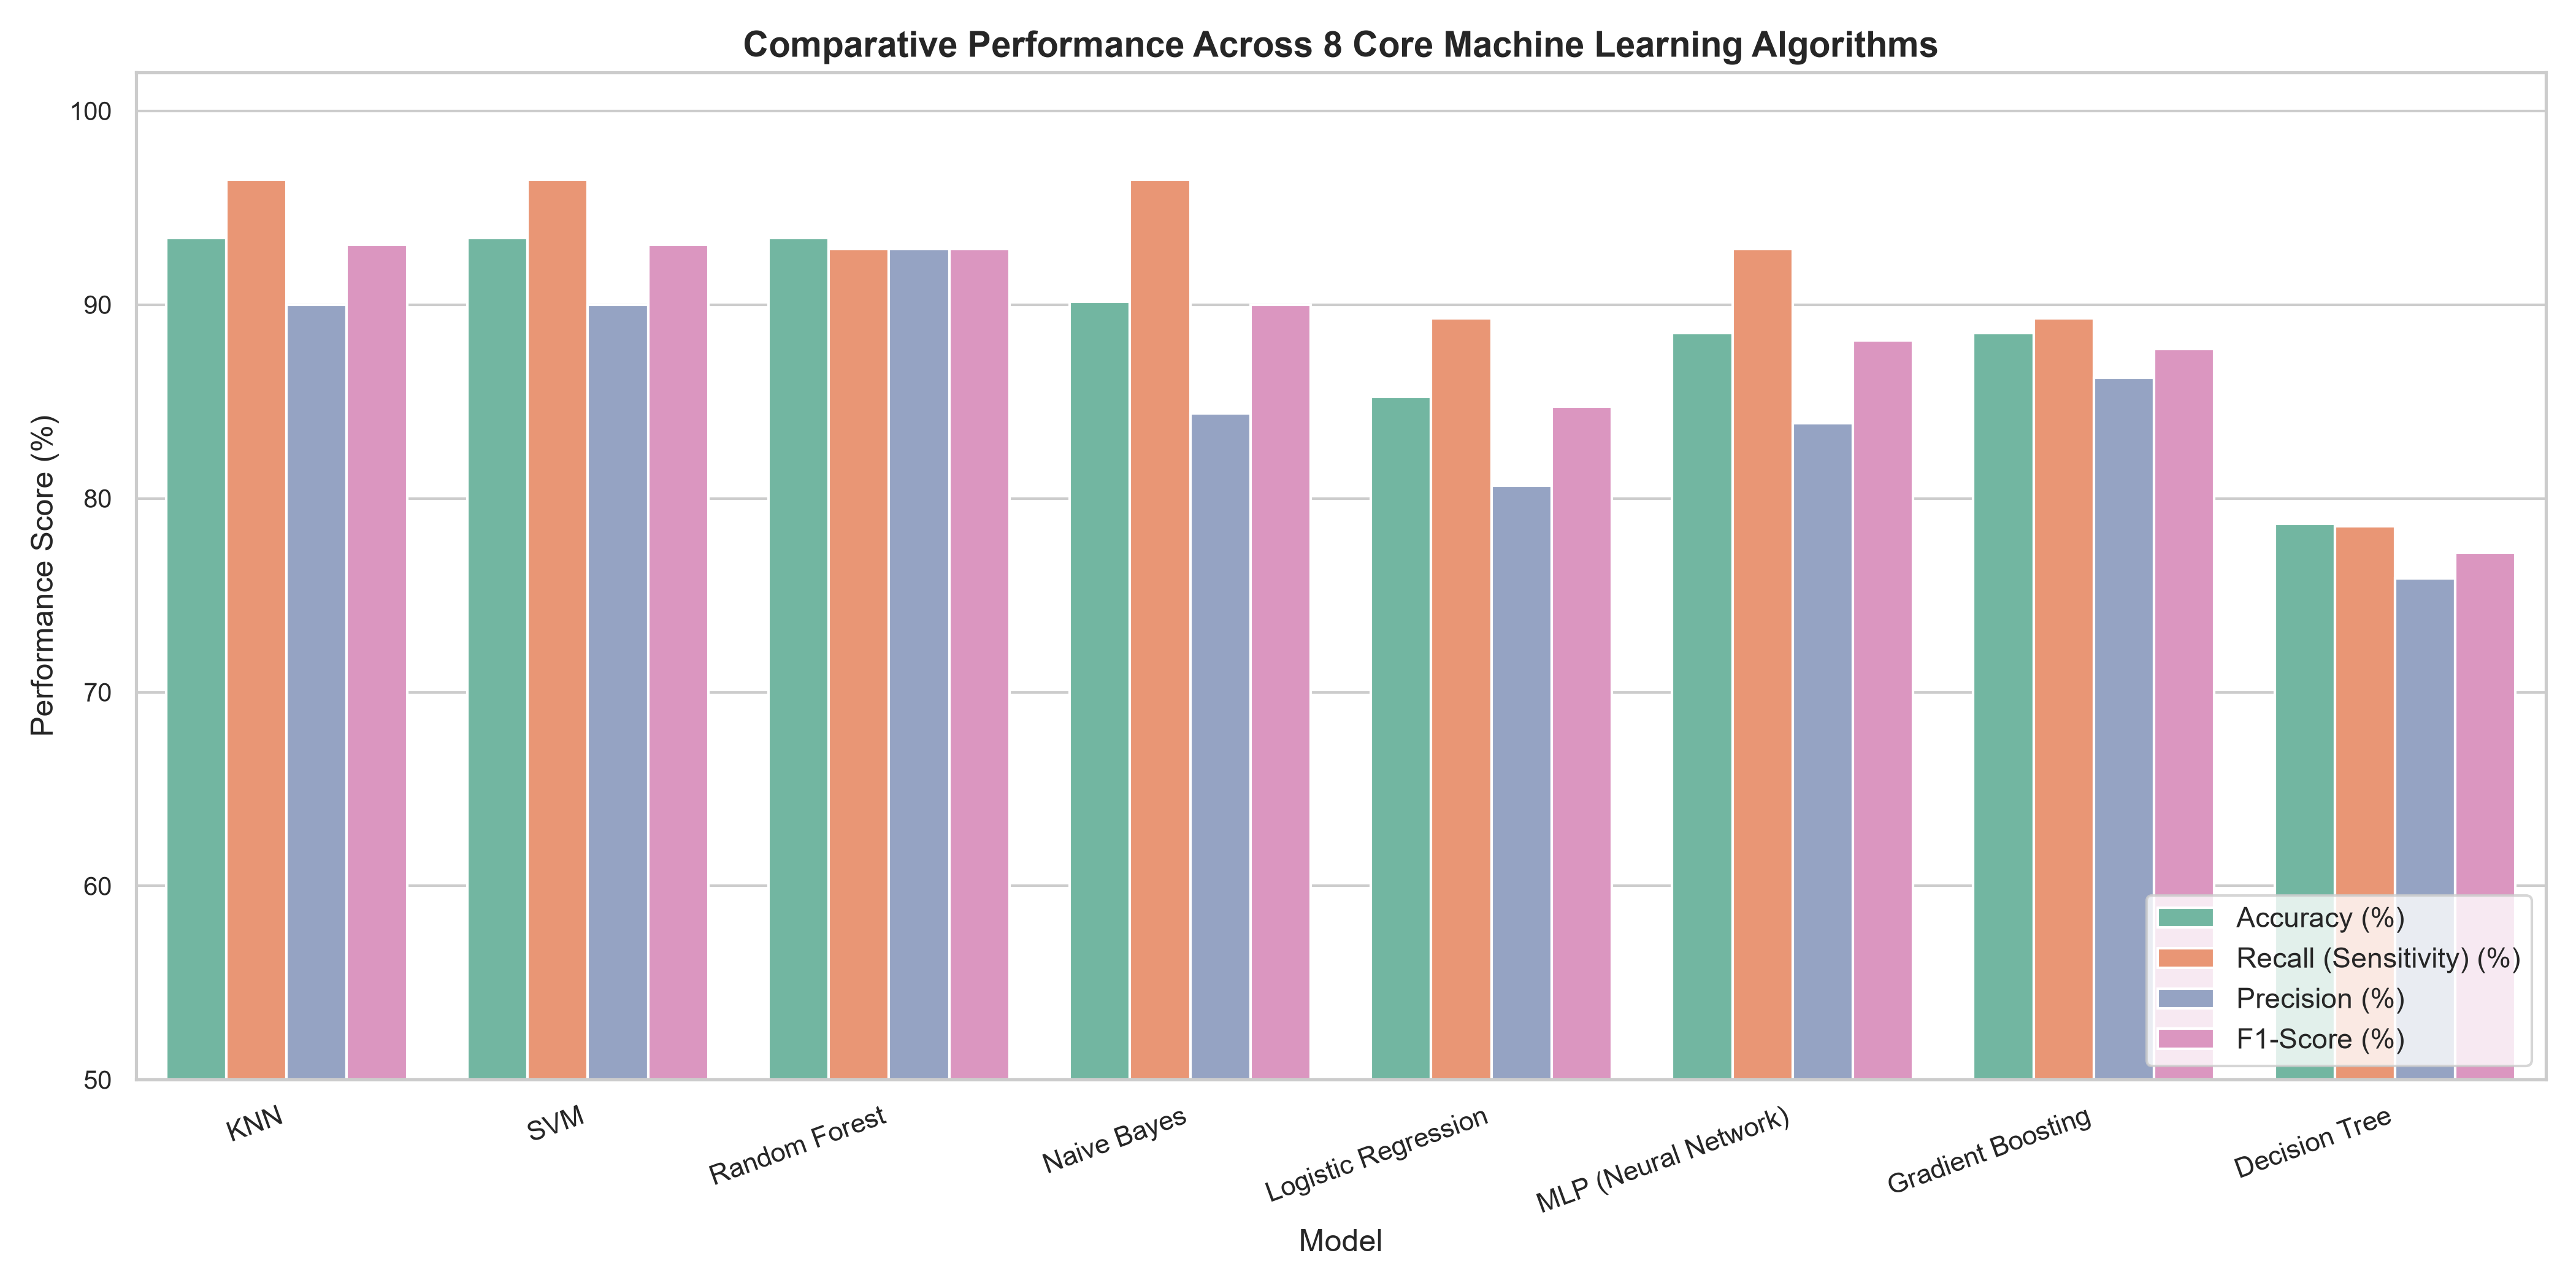 Comparative Performance Across 8 Core Machine Learning Algorithms
Performance Score (%)
100
90
80
70
60
50
Accuracy (%)
Recall (Sensitivity) (%)
Precision (%)
F1-Score (%)
KNN
SVM
Random Forest
Naive Bayes
Logistic Regression
MLP (Neural Network)
Gradient Boosting
Decision Tree
Model